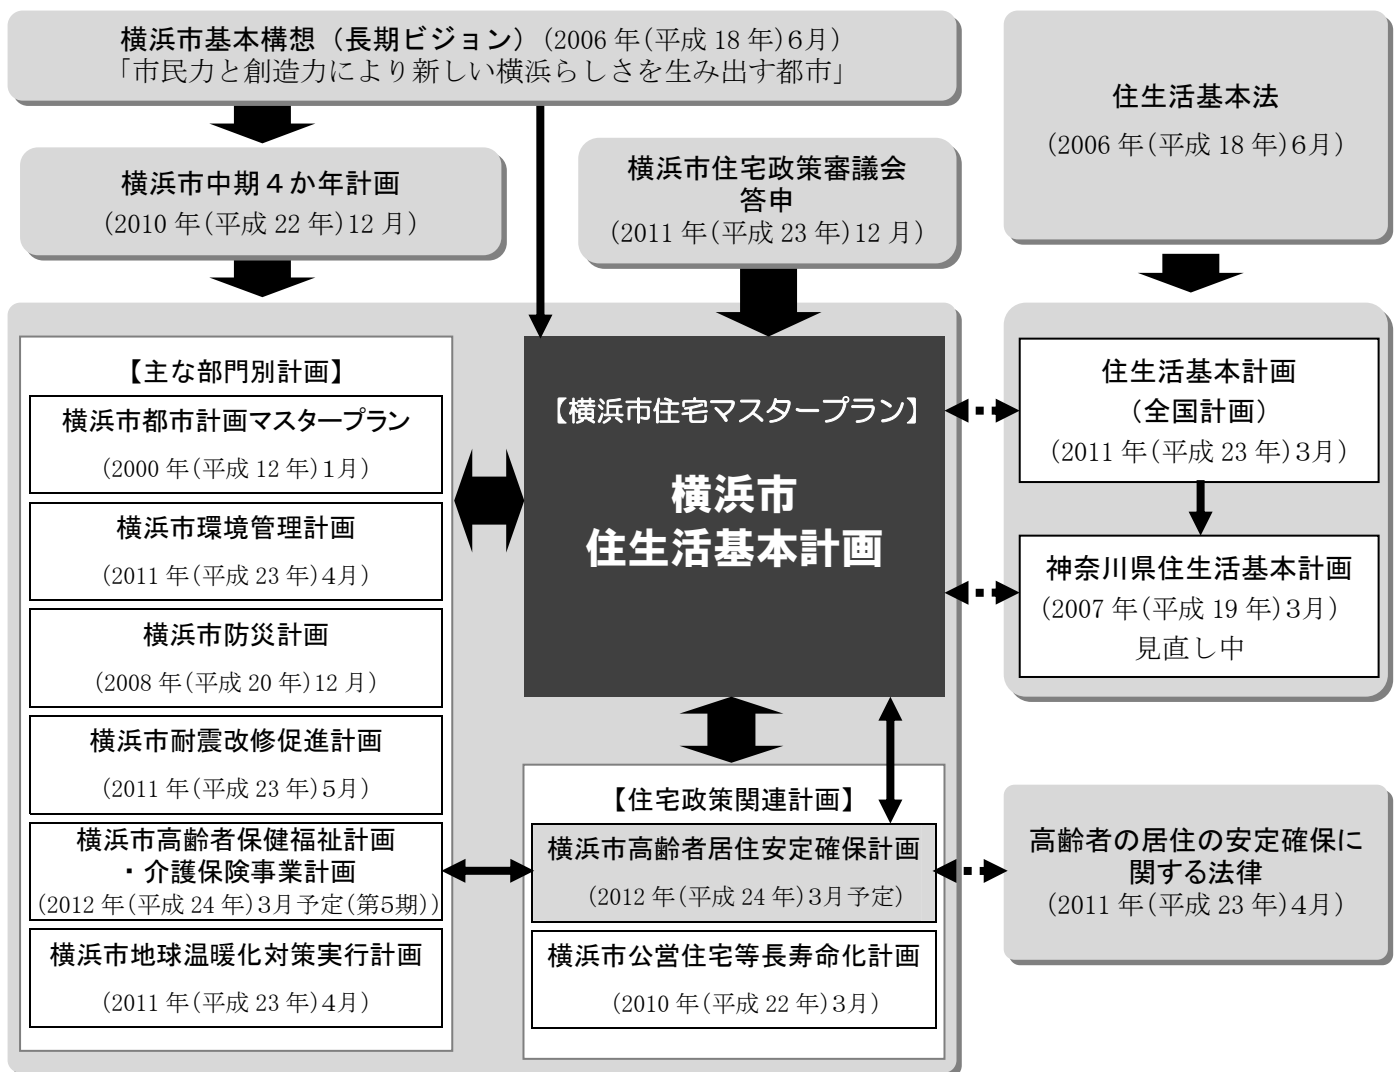 横浜市基本構想（長期ビジョン）(2006 年(平成 18 年)６月)
「市民力と創造力により新しい横浜らしさを生み出す都市」
横浜市中期４か年計画
(2010 年(平成 22 年)12 月)
横浜市住宅政策審議会
答申
(2011 年(平成 23 年)12 月)
住生活基本法
(2006 年(平成 18 年)６月)
【主な部門別計画】
横浜市都市計画マスタープラン
(2000 年(平成 12 年)１月)
横浜市環境管理計画
(2011 年(平成 23 年)４月)
横浜市防災計画
(2008 年(平成 20 年)12 月)
横浜市耐震改修促進計画
(2011 年(平成 23 年)５月)
横浜市高齢者保健福祉計画
・介護保険事業計画
(2012 年(平成 24 年)３月予定(第５期))
横浜市地球温暖化対策実行計画
(2011 年(平成 23 年)４月)
【横浜市住宅マスタープラン】
横浜市
住生活基本計画
【住宅政策関連計画】
横浜市高齢者居住安定確保計画
(2012 年(平成 24 年)３月予定)
横浜市公営住宅等長寿命化計画
(2010 年(平成 22 年)３月)
住生活基本計画
（全国計画）
(2011 年(平成 23 年)３月)
神奈川県住生活基本計画
(2007 年(平成 19 年)３月)
見直し中
高齢者の居住の安定確保に
関する法律
(2011 年(平成 23 年)４月)